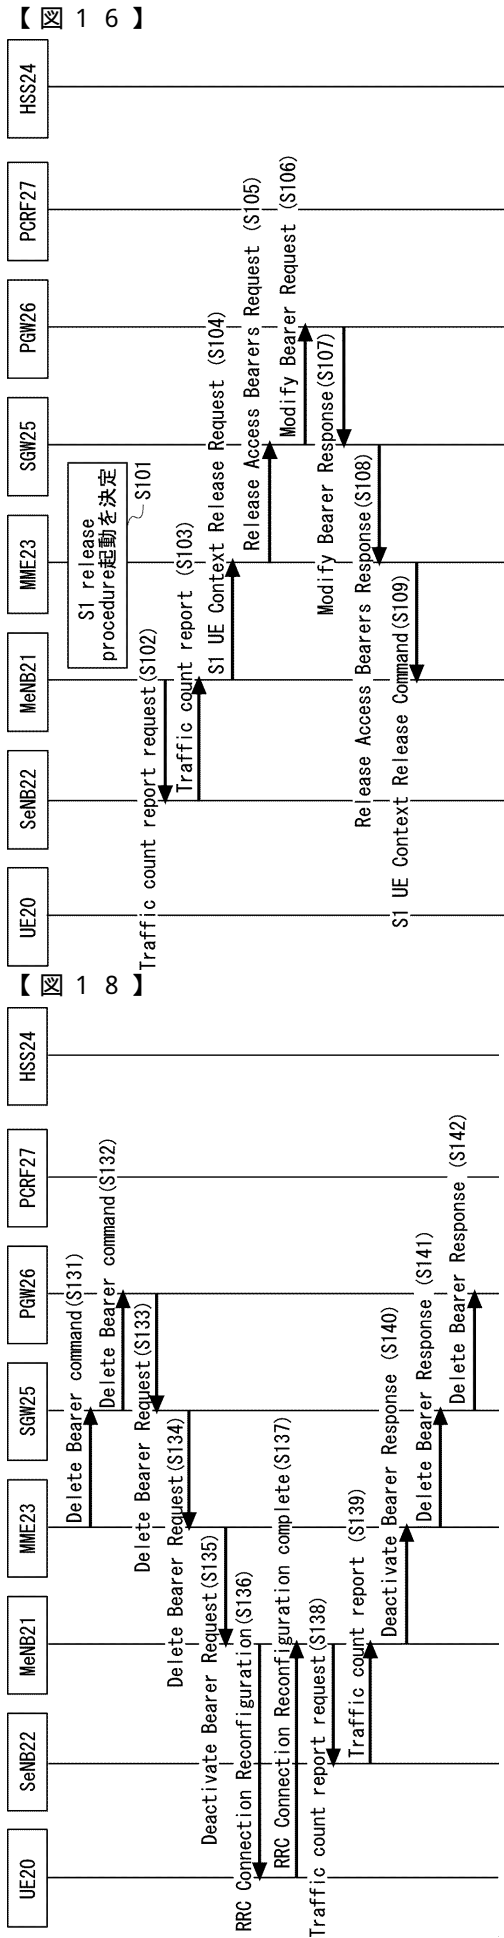 【図１６】
UE20
SeNB22
MeNB21
MME23
SGW25
PGW26
PCRF27
HSS24
S1 release
procedure起動を決定
S101
Traffic count report request(S102)
Traffic count report (S103)
S1 UE Context Release Request (S104)
Release Access Bearers Request (S105)
Modify Bearer Request (S106)
Modify Bearer Response(S107)
Release Access Bearers Response(S108)
S1 UE Context Release Command(S109)
【図１８】
UE20
SeNB22
MeNB21
MME23
SGW25
PGW26
PCRF27
HSS24
Delete Bearer command(S131)
Delete Bearer command(S132)
Delete Bearer Request(S133)
Delete Bearer Request(S134)
Deactivate Bearer Request(S135)
RRC Connection Reconfiguration(S136)
RRC Connection Reconfiguration complete(S137)
Traffic count report request(S138)
Traffic count report (S139)
Deactivate Bearer Response (S140)
Delete Bearer Response (S141)
Delete Bearer Response (S142)